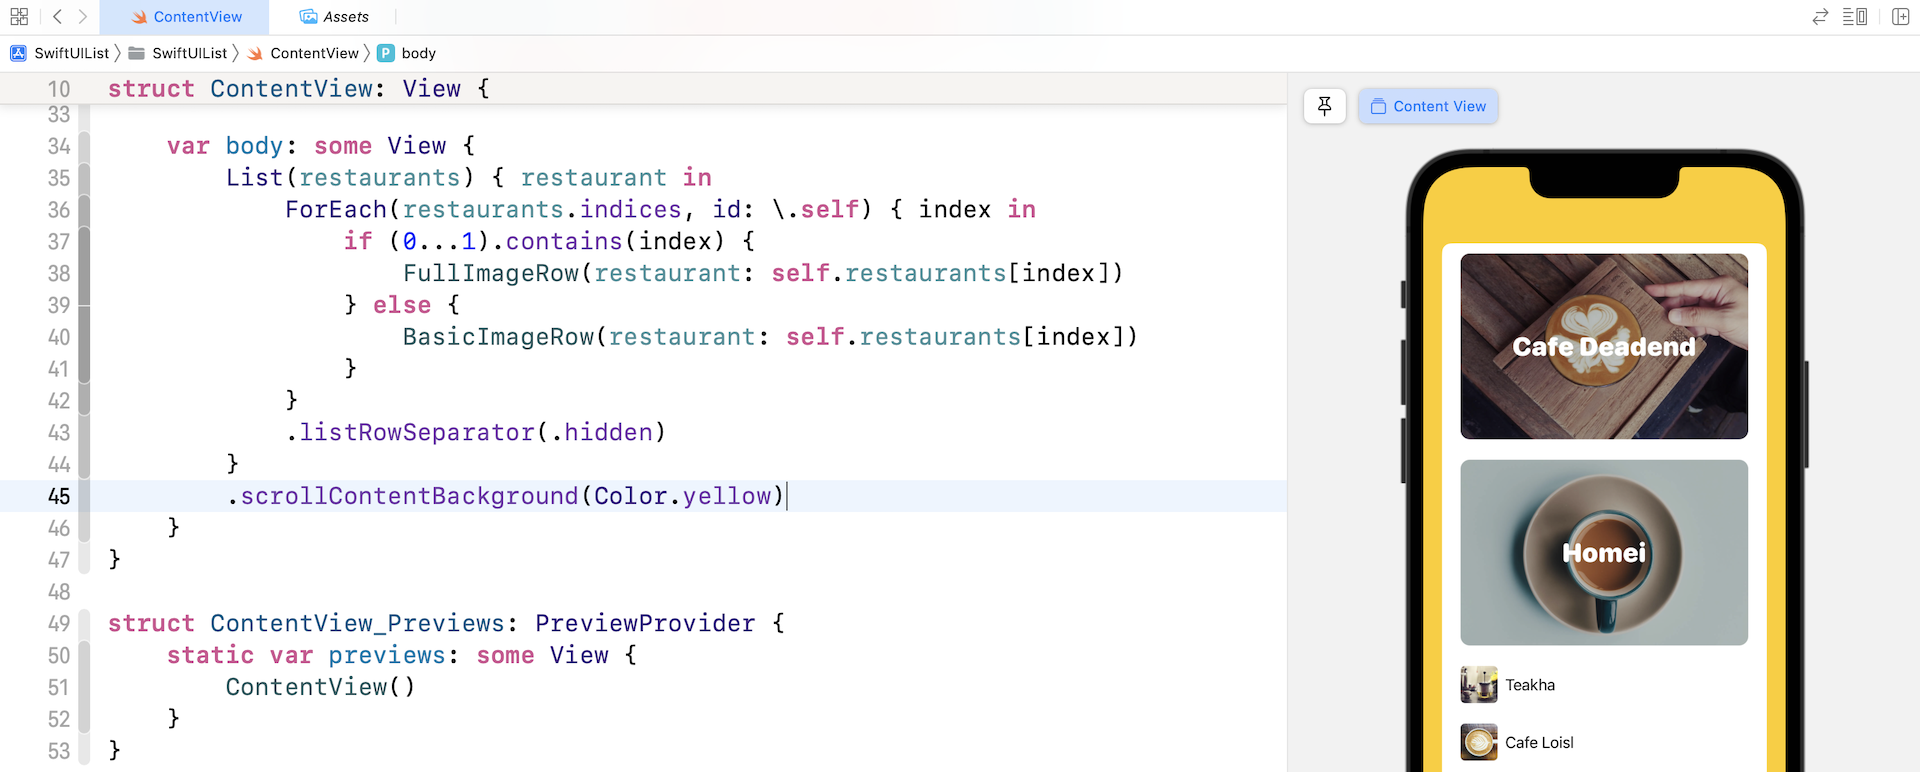 ContentView
Assets
SwiftUIList
SwiftUIList
ContentView
P
body
10 struct ContentView: View {
33
34 var body: some View {
35 List(restaurants) { restaurant in
36 ForEach(restaurants.indices, id: \.self) { index in
37 if (0...1).contains(index) {
38 FullImageRow(restaurant: self.restaurants[index])
39 } else {
40 BasicImageRow(restaurant: self.restaurants[index])
41 }
42 }
43 .listRowSeparator(.hidden)
44 }
45 .scrollContentBackground(Color.yellow)
46 }
47 }
48
49 struct ContentView_Previews: PreviewProvider {
50 static var previews: some View {
51 ContentView()
52 }
53 }
Content View
Cafe Deadend
Homei
Teakha
Cafe Loisl